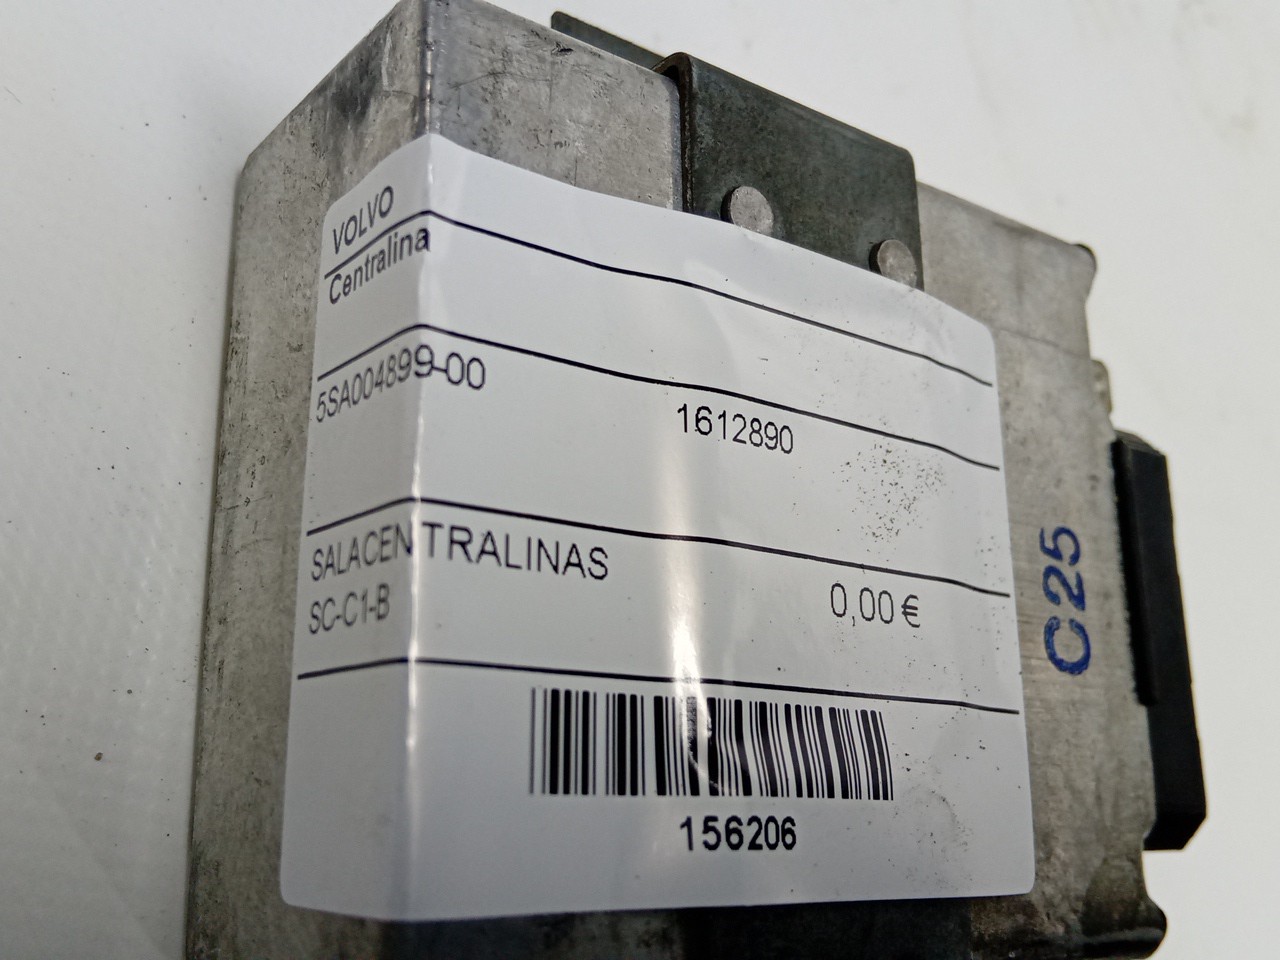 VOLVO
Centralina
5SA004899-00
1612890
SALACENTRALINAS
SC-C1-B
0,00 €
156206
C25